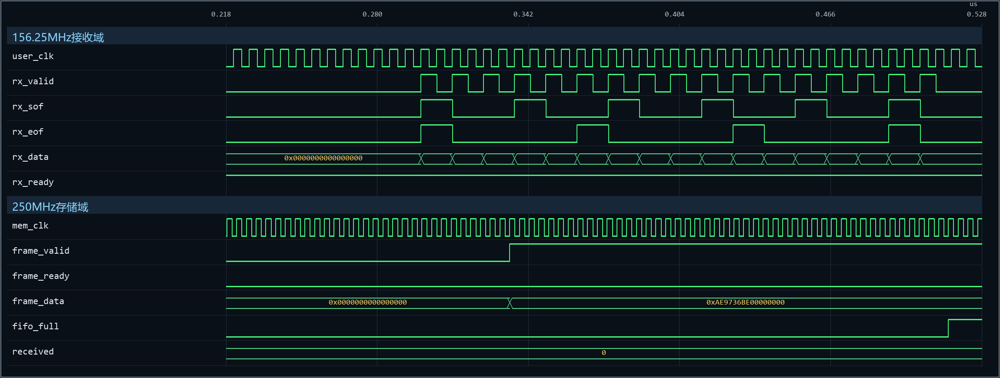 us
0.218 0.280 0.342 0.404 0.466 0.528
156.25MHz接收域
user_clk
rx_valid
rx_sof
rx_eof
rx_data 0x0000000000000000
rx_ready
250MHz存储域
mem_clk
frame_valid
frame_ready
frame_data 0x0000000000000000 0xAE9736BE00000000
fifo_full
received 0